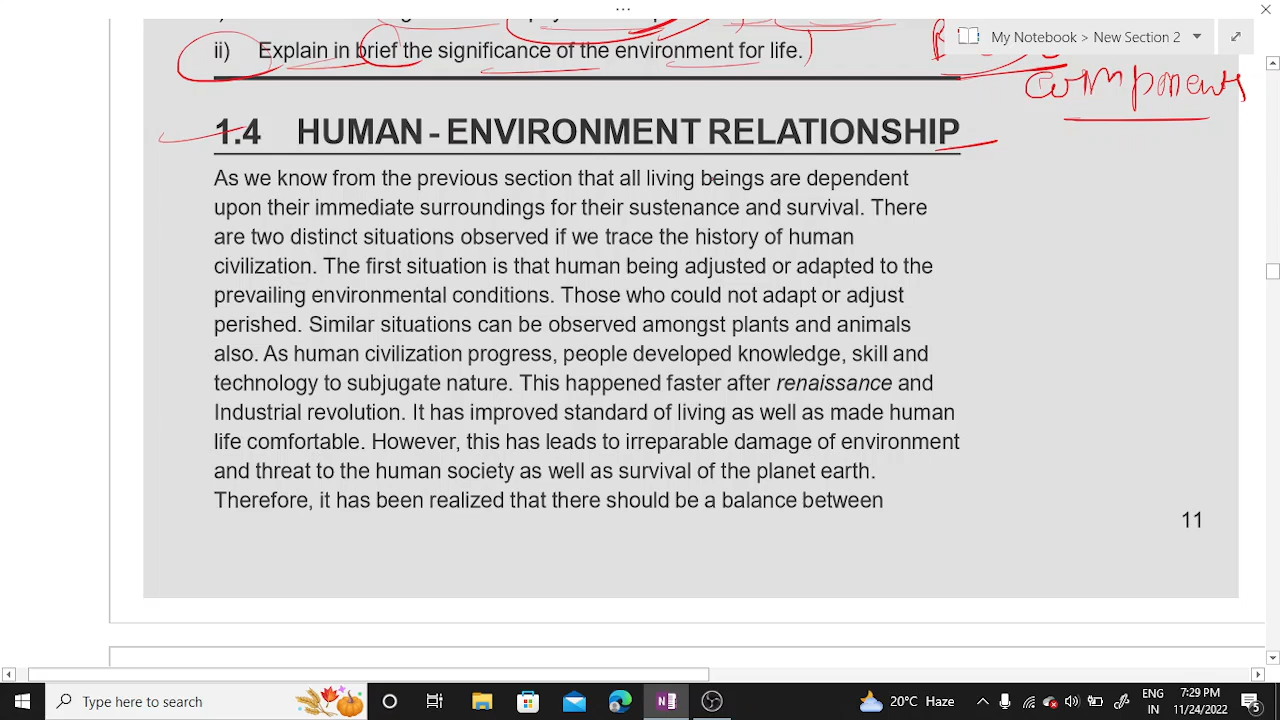 ...
My Notebook > New Section 2
ii) Explain in brief the significance of the environment for life.
components
1.4 HUMAN - ENVIRONMENT RELATIONSHIP
As we know from the previous section that all living beings are dependent
upon their immediate surroundings for their sustenance and survival. There
are two distinct situations observed if we trace the history of human
civilization. The first situation is that human being adjusted or adapted to the
prevailing environmental conditions. Those who could not adapt or adjust
perished. Similar situations can be observed amongst plants and animals
also. As human civilization progress, people developed knowledge, skill and
technology to subjugate nature. This happened faster after renaissance and
Industrial revolution. It has improved standard of living as well as made human
life comfortable. However, this has leads to irreparable damage of environment
and threat to the human society as well as survival of the planet earth.
Therefore, it has been realized that there should be a balance between
11
Type here to search
20°C Haze
ENG
IN
7:29 PM
11/24/2022
5